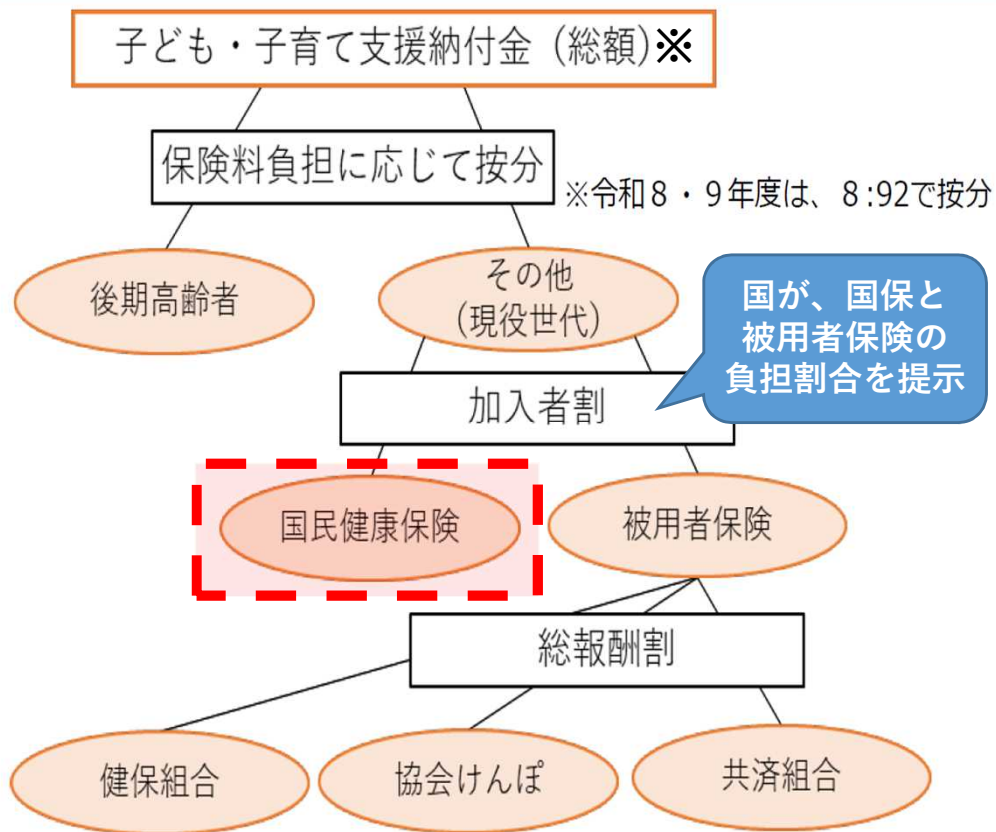 子ども・子育て支援納付金（総額）※
保険料負担に応じて按分
※令和８・９年度は、８:92で按分
後期高齢者
その他
（現役世代）
国が、国保と
被用者保険の
負担割合を提示
加入者割
国民健康保険
被用者保険
総報酬割
健保組合
協会けんぽ
共済組合